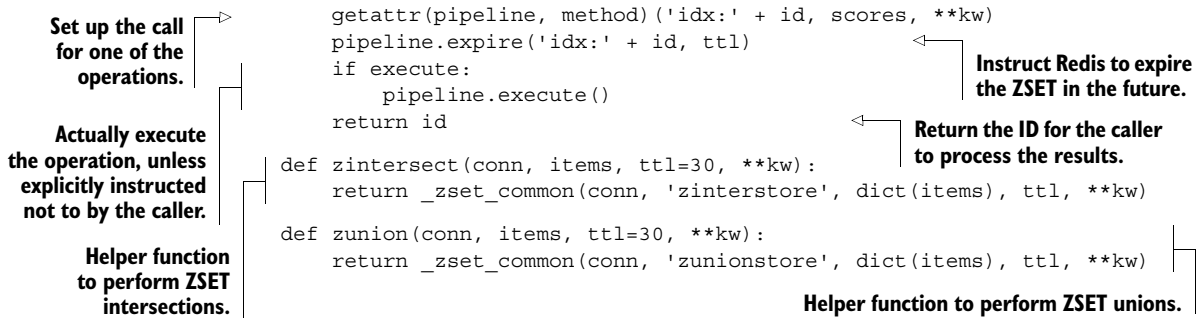 getattr(pipeline, method)('idx:' + id, scores, **kw)
pipeline.expire('idx:' + id, ttl)
if execute:
pipeline.execute()
return id
def zintersect(conn, items, ttl=30, **kw):
return _zset_common(conn, 'zinterstore', dict(items), ttl, **kw)
def zunion(conn, items, ttl=30, **kw):
return _zset_common(conn, 'zunionstore', dict(items), ttl, **kw)
Set up the call
for one of the
operations.
Instruct Redis to expire
the ZSET in the future.
Actually execute
the operation, unless
explicitly instructed
not to by the caller.
Return the ID for the caller
to process the results.
Helper function
to perform ZSET
intersections.
Helper function to perform ZSET unions.